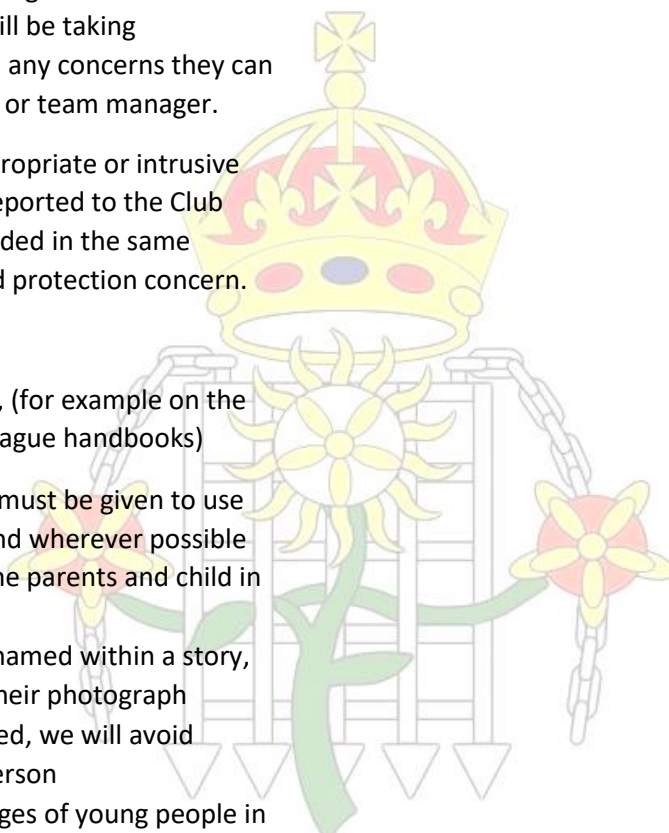 ill be taking
any concerns they can
or team manager.
ropriate or intrusive
eported to the Club
ded in the same
d protection concern.
, (for example on the
ague handbooks)
must be given to use
nd wherever possible
he parents and child in
named within a story,
heir photograph
ed, we will avoid
erson
ges of young people in